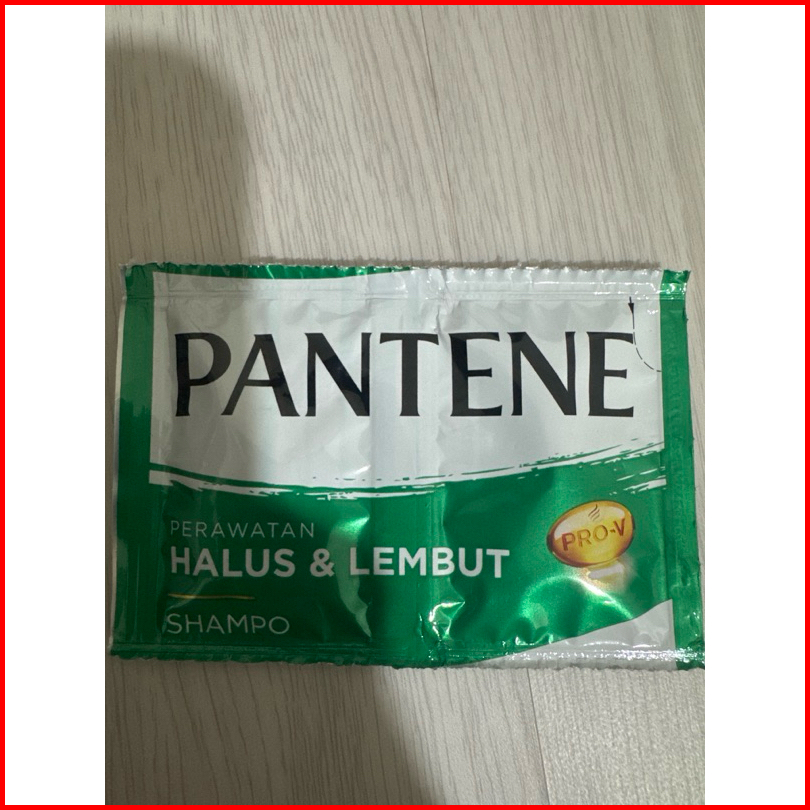 PANTENE
PERAWATAN
HALUS & LEMBUT
SHAMPO
PRO-V